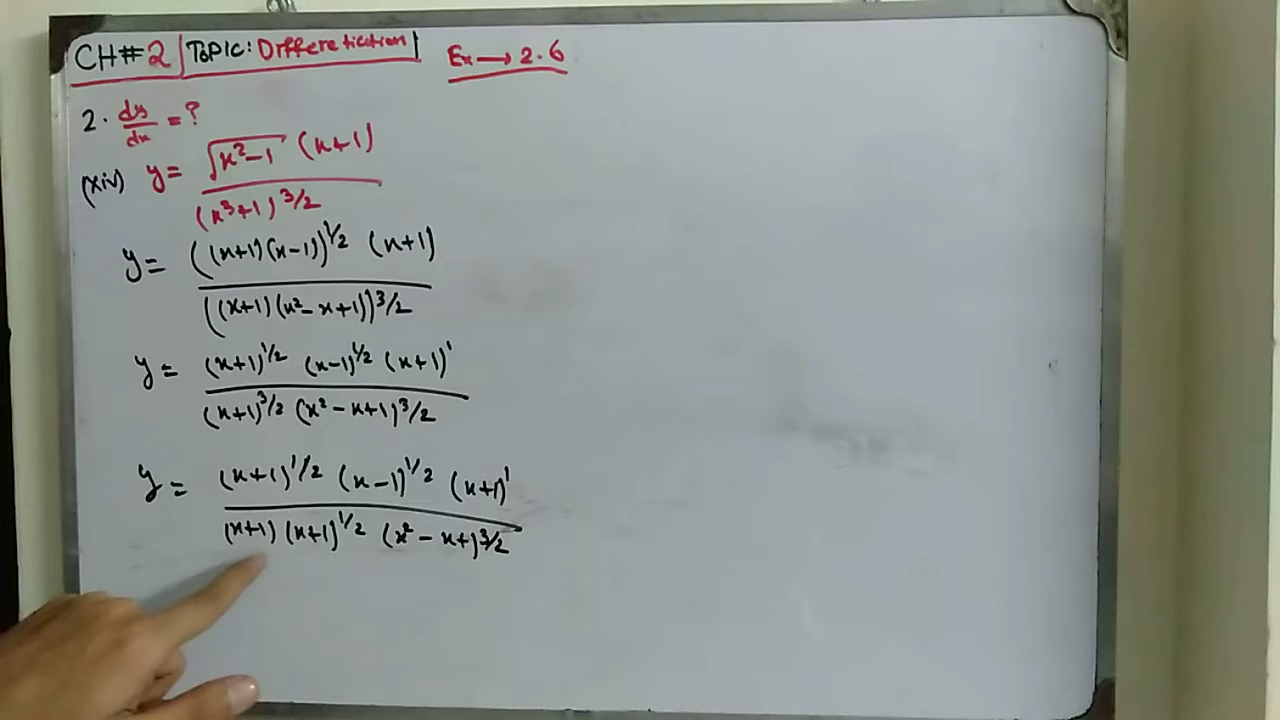 CH#2 | TOPIC: Differetiation | Ex → 2.6
2. dy/dx = ?
(xiv) y = √(x²-1) (x+1) / (x³+1)^3/2
y = ((x+1)(x-1))^1/2 (x+1) / ((x+1)(x²-x+1))^3/2
y = (x+1)^1/2 (x-1)^1/2 (x+1)^1 / (x+1)^3/2 (x²-x+1)^3/2
y = (x+1)^1/2 (x-1)^1/2 (x+1)^1 / (x+1) (x+1)^1/2 (x²-x+)^3/2